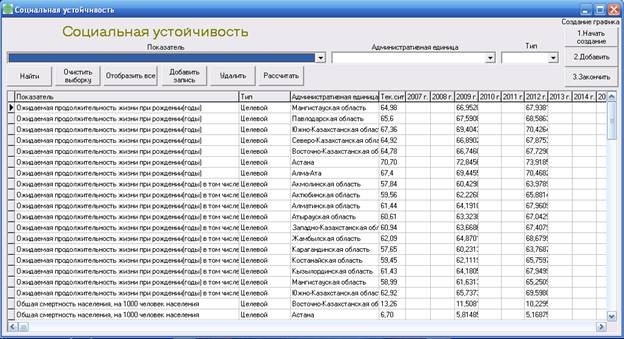 Социальная устойчивость
Создание графика
Социальная устойчивость
Показатель
Административная единица
Тип
1.Начать создание
2.Добавить
3.Закончить
Найти
Очистить выборку
Отобразить все
Добавить запись
Удалить
Рассчитать
Показатель Тип Административная единица Тек.сит 2007 г. 2008 г. 2009 г. 2010 г. 2011 г. 2012 г. 2013 г. 2014 г. 20
Ожидаемая продолжительность жизни при рождении(годы) Целевой Мангистауская область 64,98 66,9520 67,9381
Ожидаемая продолжительность жизни при рождении(годы) Целевой Павлодарская область 65,6 67,5908 68,5863
Ожидаемая продолжительность жизни при рождении(годы) Целевой Южно-Казахстанская обл 67,36 69,4043 70,4264
Ожидаемая продолжительность жизни при рождении(годы) Целевой Северо-Казахстанская об 64,92 66,8902 67,8753
Ожидаемая продолжительность жизни при рождении(годы) Целевой Восточно-Казахстанская о 64,78 66,7460 67,7290
Ожидаемая продолжительность жизни при рождении(годы) Целевой Астана 70,70 72,8456 73,9185
Ожидаемая продолжительность жизни при рождении(годы) Целевой Алма-Ата 67,4 69,4455 70,4682
Ожидаемая продолжительность жизни при рождении(годы) в том числе Целевой Акмолинская область 57,84 60,4298 63,9789
Ожидаемая продолжительность жизни при рождении(годы) в том числе Целевой Актюбинская область 59,56 62,2268 65,8814
Ожидаемая продолжительность жизни при рождении(годы) в том числе Целевой Алматинская область 61,44 64,1910 67,9609
Ожидаемая продолжительность жизни при рождении(годы) в том числе Целевой Атырауская область 60,61 63,3238 67,0429
Ожидаемая продолжительность жизни при рождении(годы) в том числе Целевой Западно-Казахстанская об 60,94 63,6686 67,4079
Ожидаемая продолжительность жизни при рождении(годы) в том числе Целевой Жамбылская область 62,09 64,8701 68,6799
Ожидаемая продолжительность жизни при рождении(годы) в том числе Целевой Карагандинская область 57,65 60,2313 63,7687
Ожидаемая продолжительность жизни при рождении(годы) в том числе Целевой Костанайская область 59,45 62,1119 65,7597
Ожидаемая продолжительность жизни при рождении(годы) в том числе Целевой Кызылординская область 61,43 64,1805 67,9499
Ожидаемая продолжительность жизни при рождении(годы) в том числе Целевой Мангистауская область 58,99 61,6313 65,2509
Ожидаемая продолжительность жизни при рождении(годы) в том числе Целевой Южно-Казахстанская обл 62,92 65,7373 69,5980
Общая смертность населения, на 1000 человек населения Целевой Восточно-Казахстанская о 13,26 11,5087 10,2295
Общая смертность населения, на 1000 человек населения Целевой Астана 6,70 5,81485 5,16875